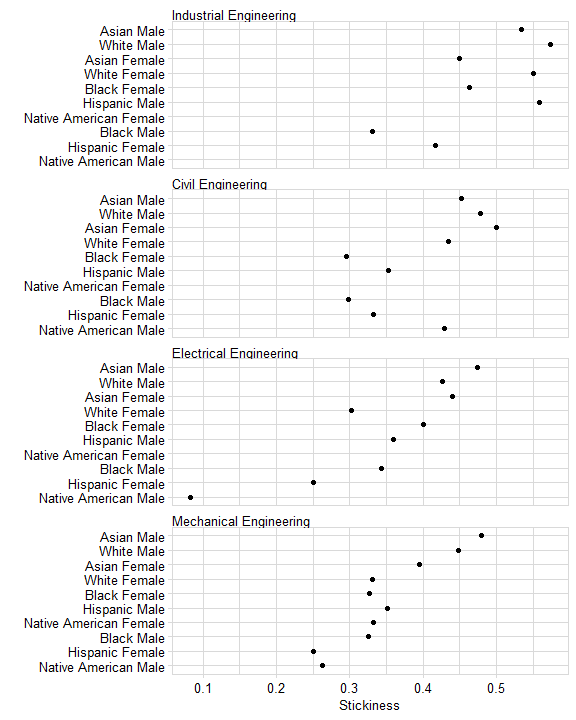 Industrial Engineering
Asian Male
White Male
Asian Female
White Female
Black Female
Hispanic Male
Native American Female
Black Male
Hispanic Female
Native American Male
Civil Engineering
Asian Male
White Male
Asian Female
White Female
Black Female
Hispanic Male
Native American Female
Black Male
Hispanic Female
Native American Male
Electrical Engineering
Asian Male
White Male
Asian Female
White Female
Black Female
Hispanic Male
Native American Female
Black Male
Hispanic Female
Native American Male
Mechanical Engineering
Asian Male
White Male
Asian Female
White Female
Black Female
Hispanic Male
Native American Female
Black Male
Hispanic Female
Native American Male
0.1 0.2 0.3 0.4 0.5
Stickiness